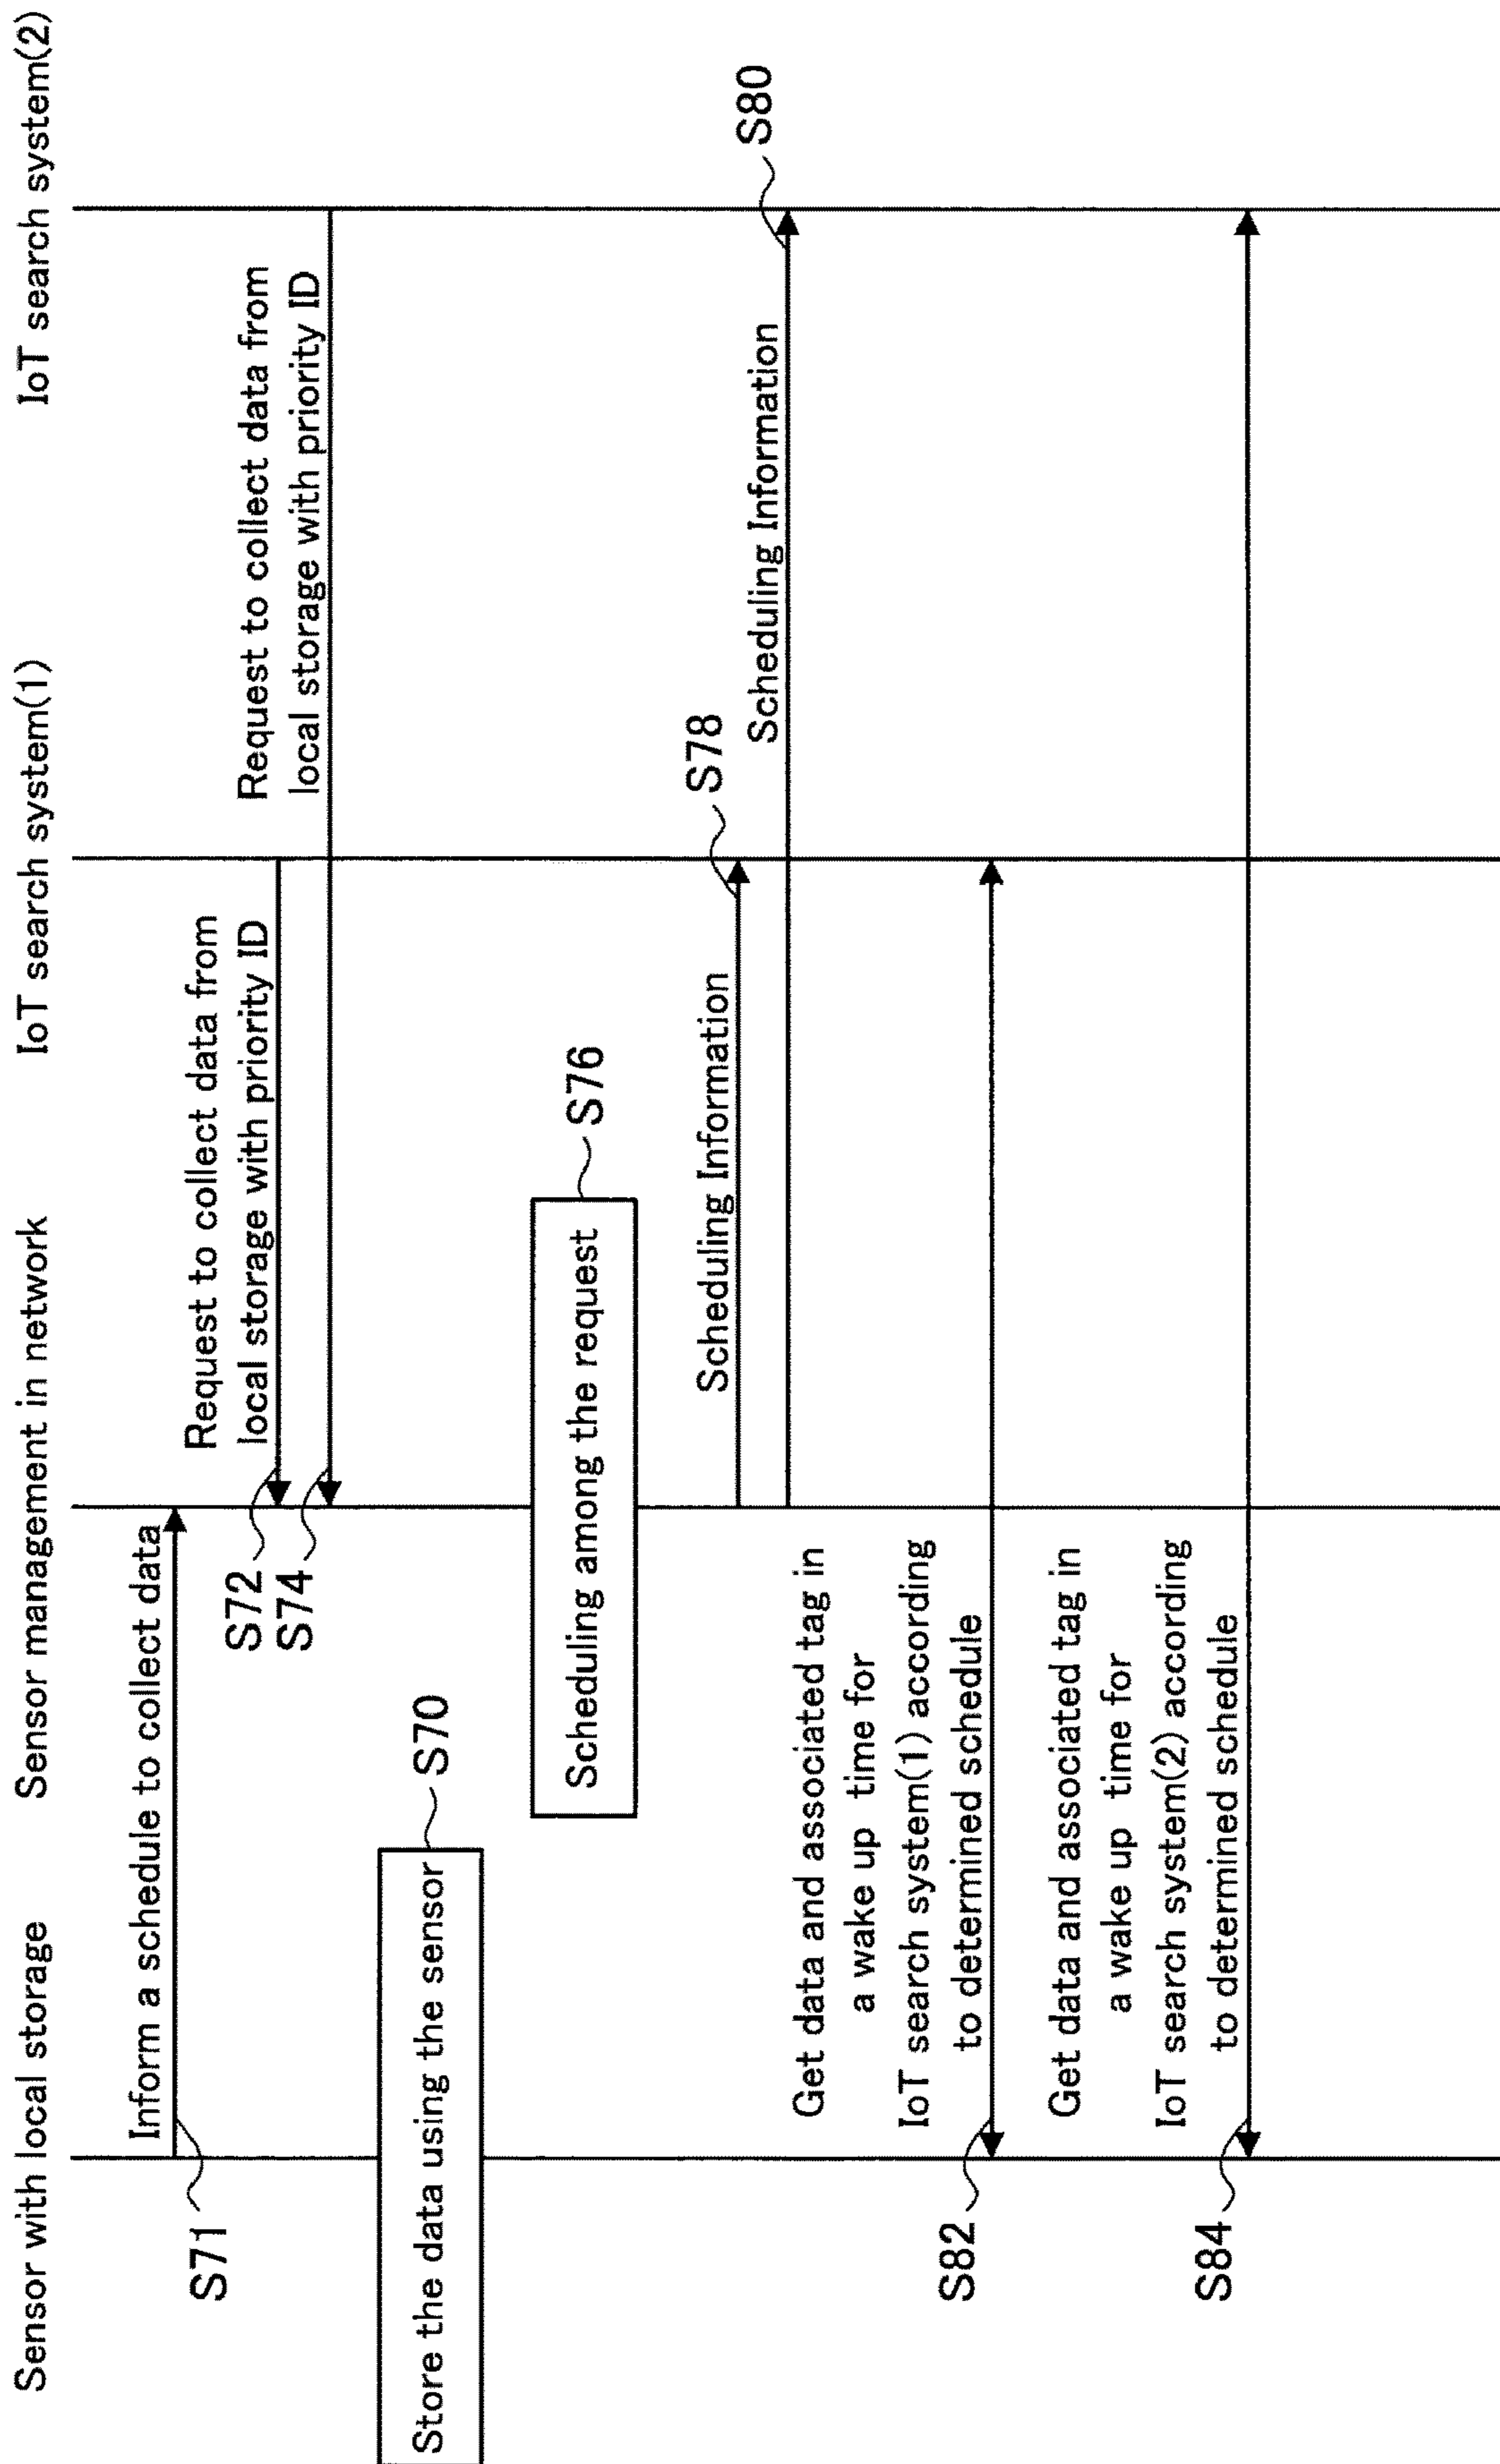 Sensor with local storage
Sensor management in network
IoT search system(1)
IoT search system(2)
Inform a schedule to collect data
S71
Request to collect data from
local storage with priority ID
S72
Request to collect data from
local storage with priority ID
S74
Store the data using the sensor
S70
Scheduling among the request
S76
Scheduling Information
S78
Scheduling Information
S80
Get data and associated tag in
a wake up time for
IoT search system(1) according
to determined schedule
S82
Get data and associated tag in
a wake up time for
IoT search system(2) according
to determined schedule
S84